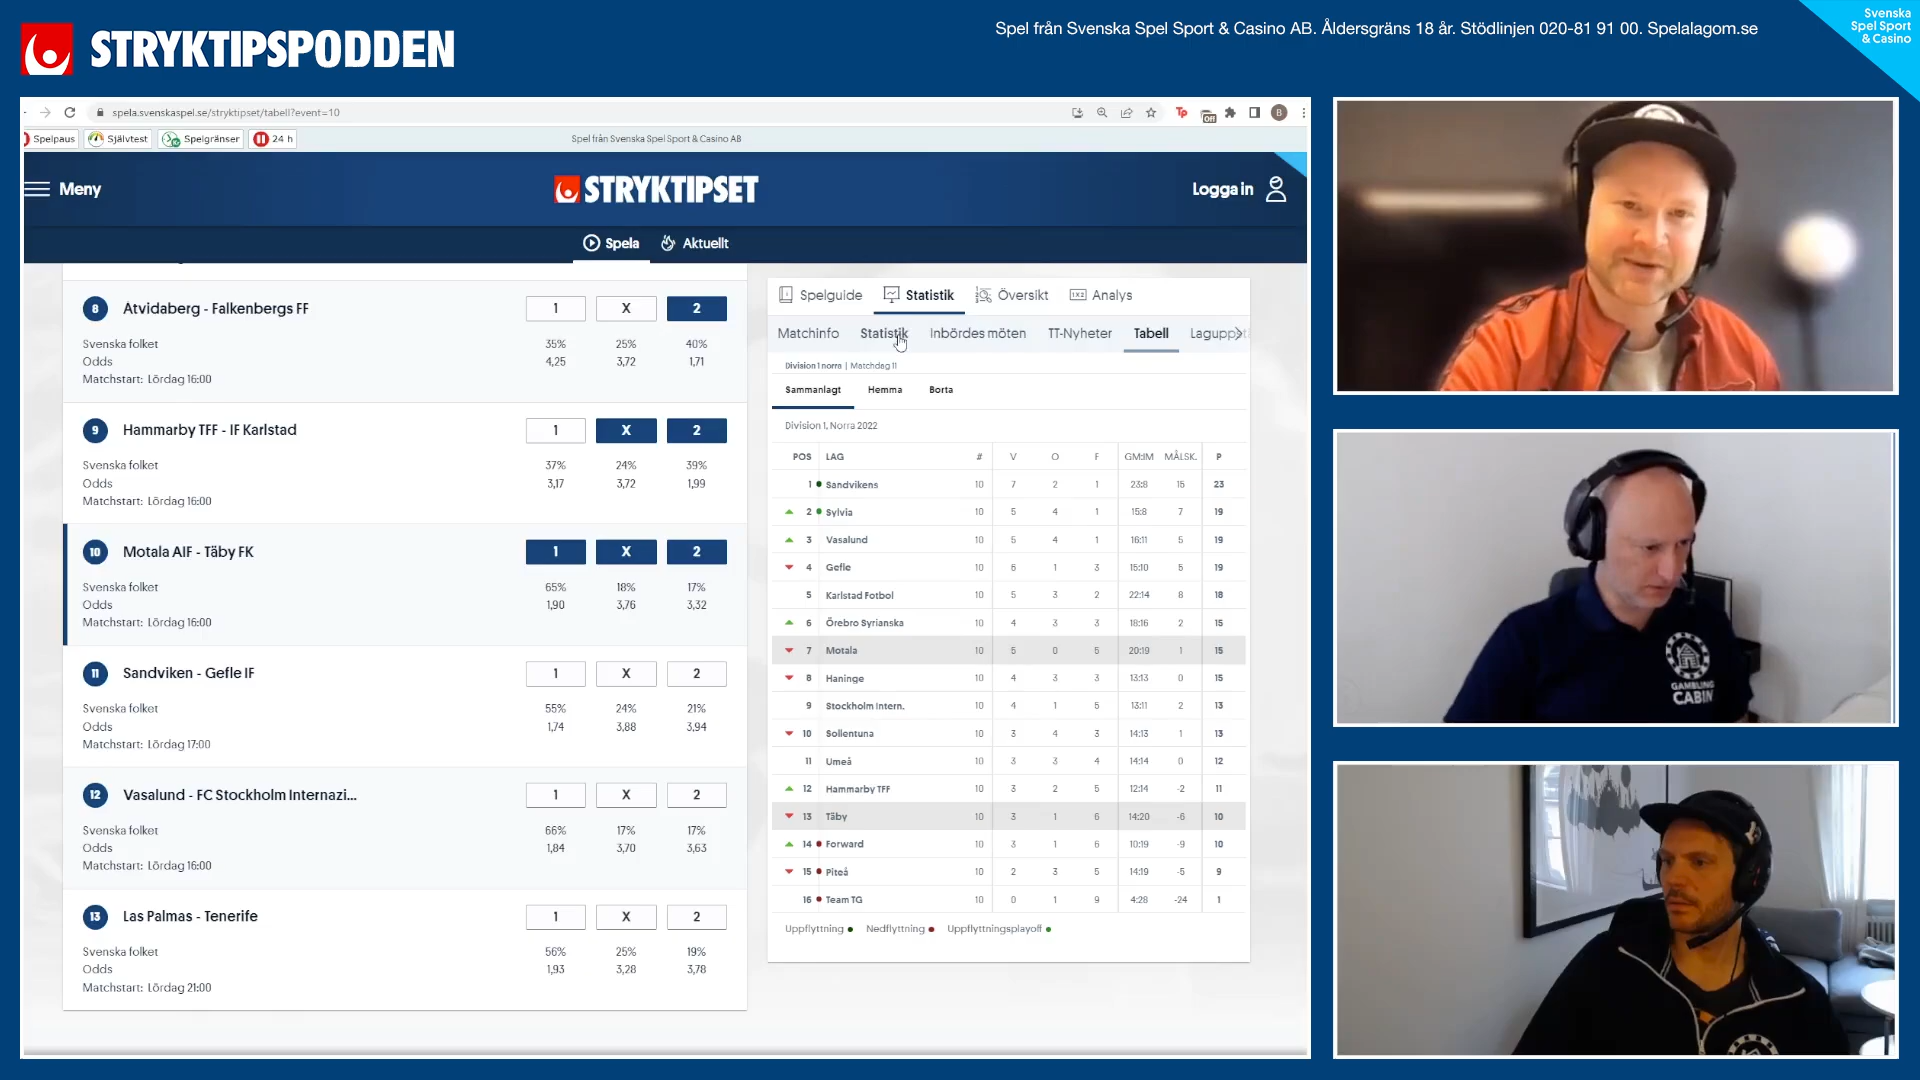 STRYKTIPSPODDEN
Spel från Svenska Spel Sport & Casino AB. Åldersgräns 18 år. Stödlinjen 020-81 91 00. Spelalagom.se
Svenska
Spel Sport
& Casino
spela.svenskaspel.se/stryktipset/tabell?event=10
Off
B
Spelpaus
Självtest
Spelgränser
24 h
Spel från Svenska Spel Sport & Casino AB
Meny
STRYKTIPSET
Logga in
Spela
Aktuellt
8 Åtvidaberg - Falkenbergs FF 1 X 2
Svenska folket 35% 25% 40%
Odds 4,25 3,72 1,71
Matchstart: Lördag 16:00
9 Hammarby TFF - IF Karlstad 1 X 2
Svenska folket 37% 24% 39%
Odds 3,17 3,72 1,99
Matchstart: Lördag 16:00
10 Motala AIF - Täby FK 1 X 2
Svenska folket 65% 18% 17%
Odds 1,90 3,76 3,32
Matchstart: Lördag 16:00
11 Sandviken - Gefle IF 1 X 2
Svenska folket 55% 24% 21%
Odds 1,74 3,88 3,94
Matchstart: Lördag 17:00
12 Vasalund - FC Stockholm Internazi... 1 X 2
Svenska folket 66% 17% 17%
Odds 1,84 3,70 3,63
Matchstart: Lördag 16:00
13 Las Palmas - Tenerife 1 X 2
Svenska folket 56% 25% 19%
Odds 1,93 3,28 3,78
Matchstart: Lördag 21:00
Spelguide Statistik Översikt Analys
Matchinfo Statistik Inbördes möten TT-Nyheter Tabell
Division 1 norra | Matchdag 11
Sammanlagt Hemma Borta
Division 1, Norra 2022
POS LAG # V O F GM:IM MÅLSK. P
1 Sandvikens 10 7 2 1 23:8 15 23
2 Sylvia 10 5 4 1 15:8 7 19
3 Vasalund 10 5 4 1 16:11 5 19
4 Gefle 10 6 1 3 15:10 5 19
5 Karlstad Fotbol 10 5 3 2 22:14 8 18
6 Örebro Syrianska 10 4 3 3 18:16 2 15
7 Motala 10 5 0 5 20:19 1 15
8 Haninge 10 4 3 3 13:13 0 15
9 Stockholm Intern. 10 4 1 5 13:11 2 13
10 Sollentuna 10 3 4 3 14:13 1 13
11 Umeå 10 3 3 4 14:14 0 12
12 Hammarby TFF 10 3 2 5 12:14 -2 11
13 Täby 10 3 1 6 14:20 -6 10
14 Forward 10 3 1 6 10:19 -9 10
15 Piteå 10 2 3 5 14:19 -5 9
16 Team TG 10 0 1 9 4:28 -24 1
Uppflyttning Nedflyttning Uppflyttningsplayoff
GAMBLING
CABIN